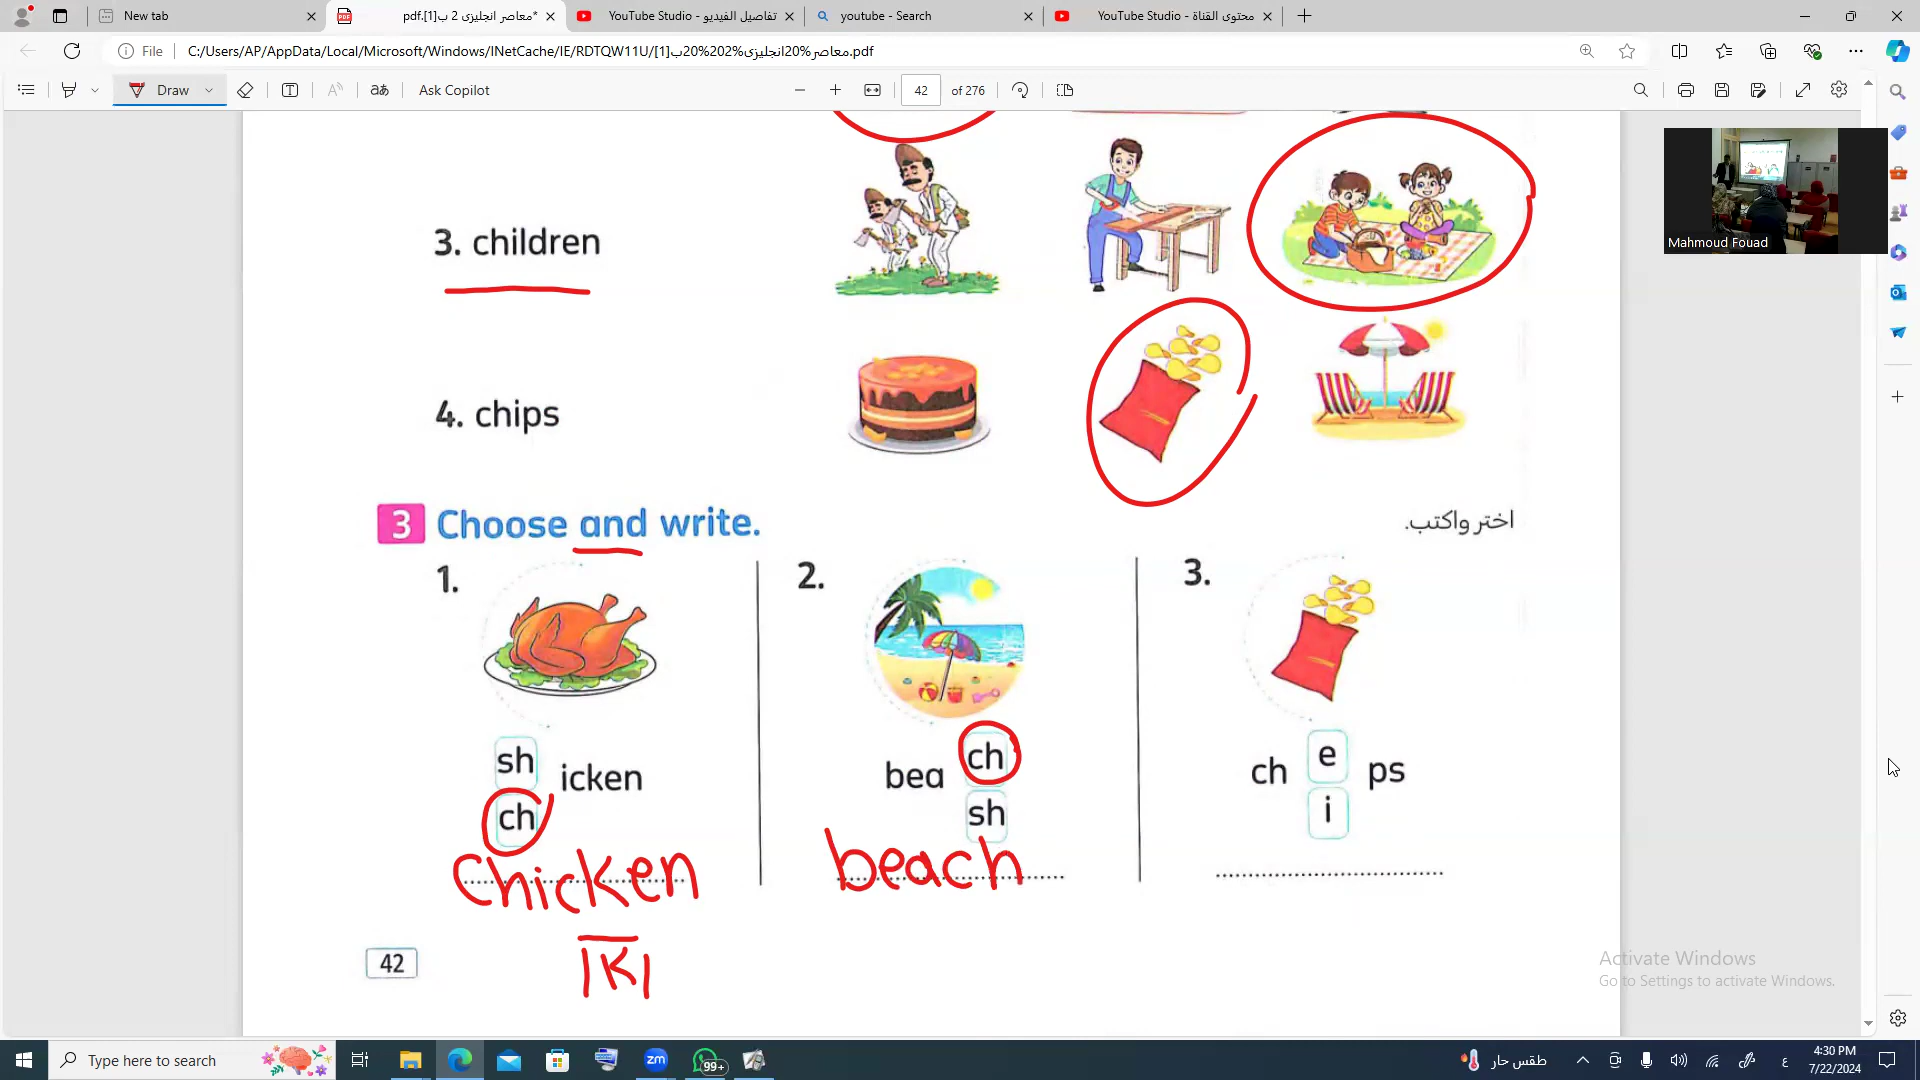 New tab
معاصر انجليزى 2 ب[1].pdf*
تفاصيل الفيديو - YouTube Studio
youtube - Search
محتوى القناة - YouTube Studio
File
C:/Users/AP/AppData/Local/Microsoft/Windows/INetCache/IE/RDTQW11U/معاصر%20انجليزى%202%20ب[1].pdf
Draw
Ask Copilot
42 of 276
Mahmoud Fouad
3. children
4. chips
3 Choose and write.
اختر واكتب.
1.
2.
3.
sh
ch
icken
bea
ch
sh
ch
e
i
ps
chicken
beach
/K/
42
Activate Windows
Go to Settings to activate Windows.
Type here to search
zm
99+
طقس حار
ع
4:30 PM
7/22/2024